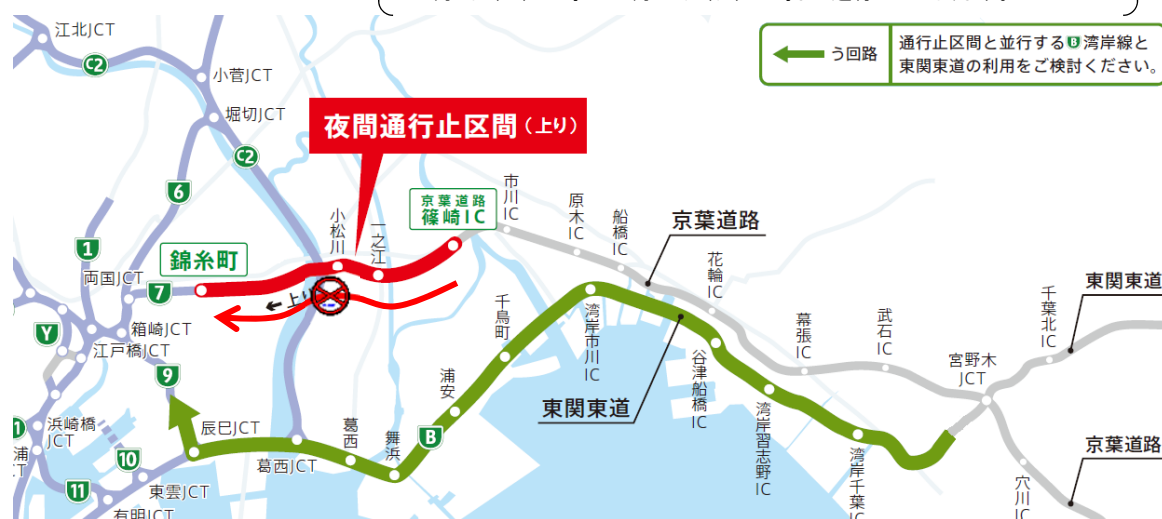 江北JCT
C2
小菅JCT
堀切JCT
C2
う回路
通行止区間と並行するB湾岸線と
東関東道の利用をご検討ください。
夜間通行止区間（上り）
6
1
両国JCT
7
錦糸町
小松川
一之江
京葉道路
篠崎IC
市川IC
原木IC
船橋IC
京葉道路
花輪IC
←上り
Y
箱崎JCT
江戸橋JCT
9
千鳥町
湾岸市川IC
東関東道
谷津船橋IC
幕張IC
武石IC
宮野木
JCT
千葉北IC
東関東道
浦安
B
舞浜
葛西
葛西JCT
辰巳JCT
浜崎橋
JCT
10
11
東雲JCT
有明JCT
湾岸習志野IC
湾岸千葉IC
穴川IC
京葉道路